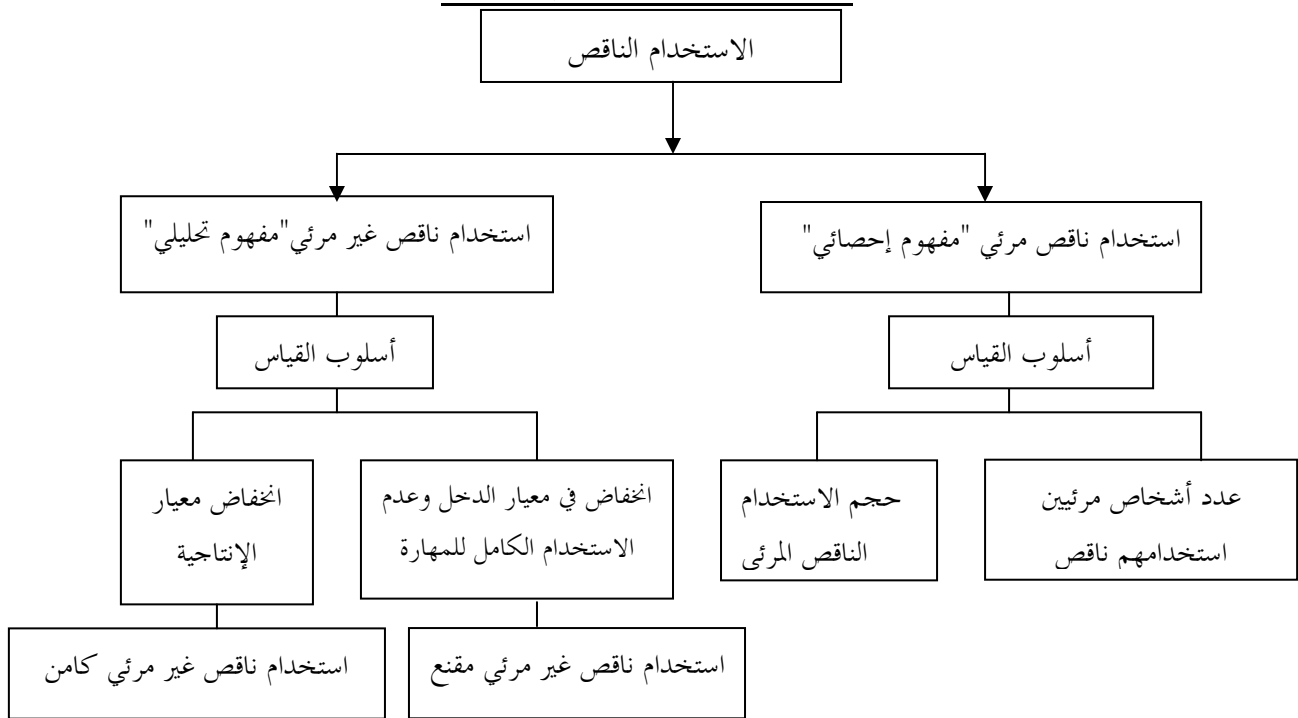 الاستخدام الناقص
استخدام ناقص مرئي "مفهوم إحصائي"
استخدام ناقص غير مرئي"مفهوم تحليلي"
أسلوب القياس
أسلوب القياس
عدد أشخاص مرئيين
استخدامهم ناقص
حجم الاستخدام
الناقص المرئى
انخفاض في معيار الدخل وعدم
الاستخدام الكامل للمهارة
انخفاض معيار
الإنتاجية
استخدام ناقص غير مرئي مقنع
استخدام ناقص غير مرئي كامن